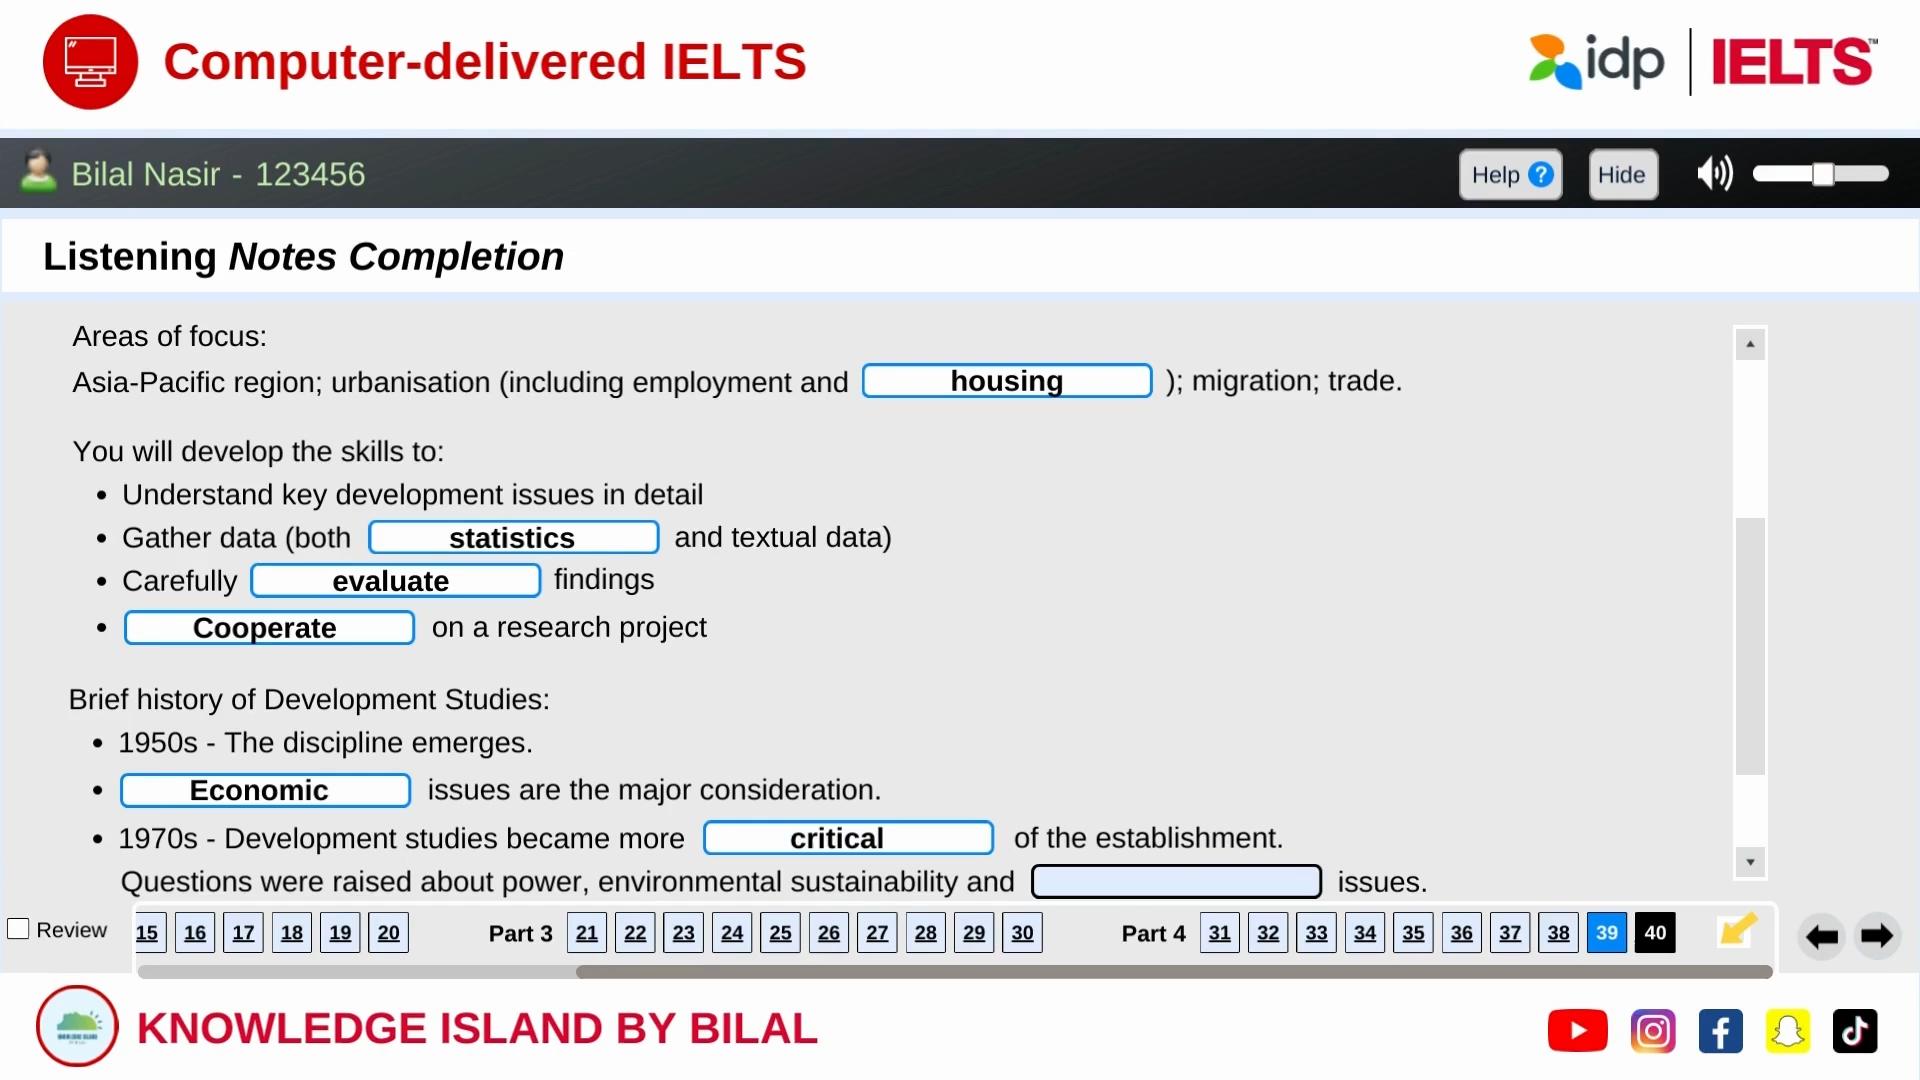 Computer-delivered IELTS
idp | IELTS™
Bilal Nasir - 123456
Help ?
Hide
Listening Notes Completion
Areas of focus:
Asia-Pacific region; urbanisation (including employment and housing ); migration; trade.
You will develop the skills to:
• Understand key development issues in detail
• Gather data (both statistics and textual data)
• Carefully evaluate findings
• Cooperate on a research project
Brief history of Development Studies:
• 1950s - The discipline emerges.
• Economic issues are the major consideration.
• 1970s - Development studies became more critical of the establishment.
Questions were raised about power, environmental sustainability and issues.
Review 15 16 17 18 19 20 Part 3 21 22 23 24 25 26 27 28 29 30 Part 4 31 32 33 34 35 36 37 38 39 40
KNOWLEDGE ISLAND BY BILAL